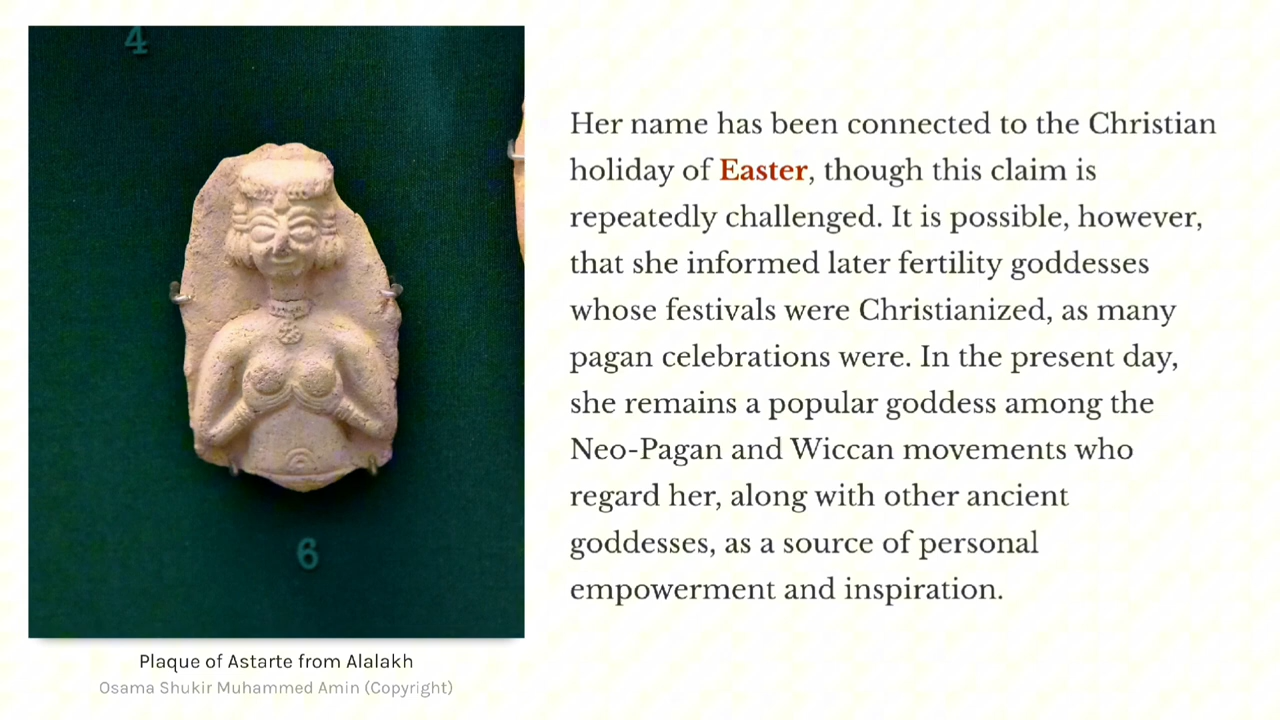 4
6
Plaque of Astarte from Alalakh
Osama Shukir Muhammed Amin (Copyright)
Her name has been connected to the Christian
holiday of Easter, though this claim is
repeatedly challenged. It is possible, however,
that she informed later fertility goddesses
whose festivals were Christianized, as many
pagan celebrations were. In the present day,
she remains a popular goddess among the
Neo-Pagan and Wiccan movements who
regard her, along with other ancient
goddesses, as a source of personal
empowerment and inspiration.